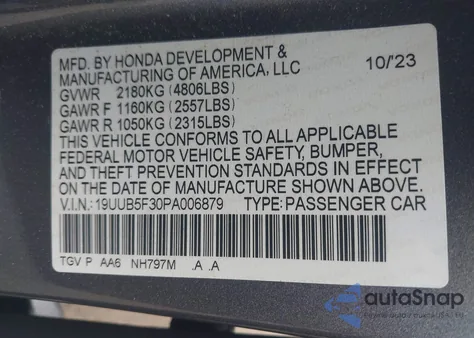 MFD. BY HONDA DEVELOPMENT &
MANUFACTURING OF AMERICA, LLC 10/'23
GVWR 2180KG (4806LBS)
GAWR F 1160KG (2557LBS)
GAWR R 1050KG (2315LBS)
THIS VEHICLE CONFORMS TO ALL APPLICABLE
FEDERAL MOTOR VEHICLE SAFETY, BUMPER,
AND THEFT PREVENTION STANDARDS IN EFFECT
ON THE DATE OF MANUFACTURE SHOWN ABOVE.
V.I.N.: 19UUB5F30PA006879 TYPE: PASSENGER CAR
TGV P AA6 NH797M .A .A
autoSnap